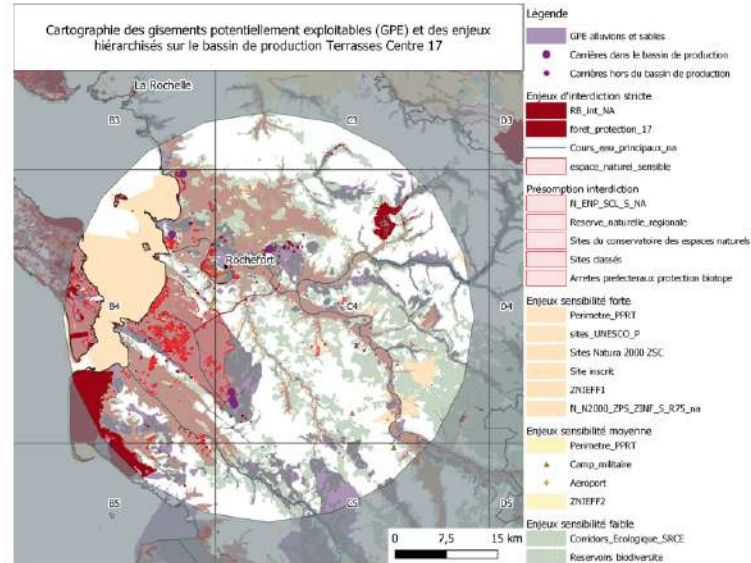 Cartographie des gisements potentiellement exploitables (GPE) et des enjeux
hiérarchisés sur le bassin de production Terrasses Centre 17
La Rochelle
B3
C3
D3
Rochefort
B4
C4
D4
B5
C5
D5
0 7,5 15 km
Légende
GPE alluvions et sables
Carrières dans le bassin de production
Carrières hors du bassin de production
Enjeux d'interdiction stricte
RB_int_NA
foret_protection_17
Cours_eau_principaux_na
espace_naturel_sensible
Présomption interdiction
N_ENP_SCL_S_NA
Reserve_naturelle_regionale
Sites du conservatoire des espaces naturels
Sites classés
Arretes prefecteraux protection biotope
Enjeux sensibilité forte
Perimetre_PPRT
sites_UNESCO_P
Sites Natura 2000 ZSC
Site inscrit
ZNIEFF1
N_N2000_ZPS_ZINF_S_R75_na
Enjeux sensibilité moyenne
Perimetre_PPRT
Camp_militaire
Aeroport
ZNIEFF2
Enjeux sensibilité faible
Corridors_Ecologique_SRCE
Reservoirs biodiversite